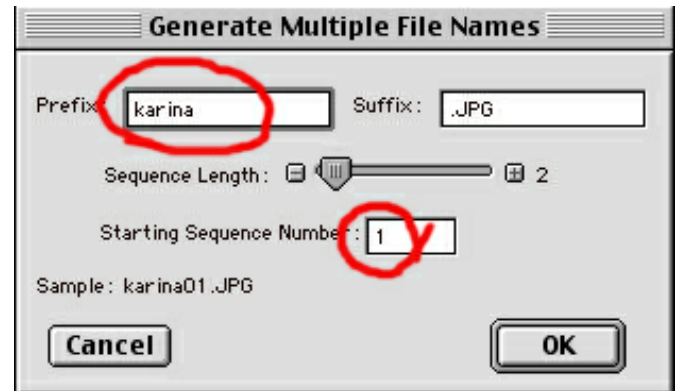 Generate Multiple File Names
Prefix: karina Suffix: .JPG
Sequence Length: 2
Starting Sequence Number: 1
Sample: karina01.JPG
Cancel OK